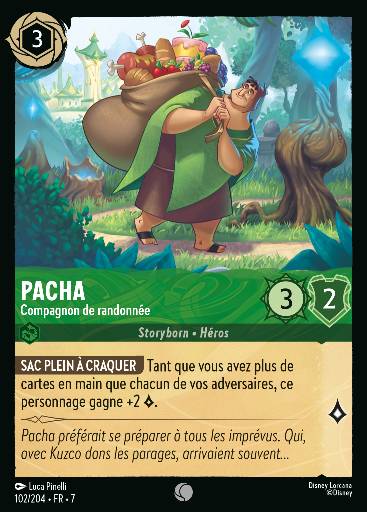 3
PACHA
Compagnon de randonnée
3
2
Storyborn • Héros
SAC PLEIN À CRAQUER Tant que vous avez plus de
cartes en main que chacun de vos adversaires, ce
personnage gagne +2 .
Pacha préférait se préparer à tous les imprévus. Qui,
avec Kuzco dans les parages, arrivaient souvent...
Luca Pinelli
Disney Lorcana
102/204 • FR • 7
©Disney